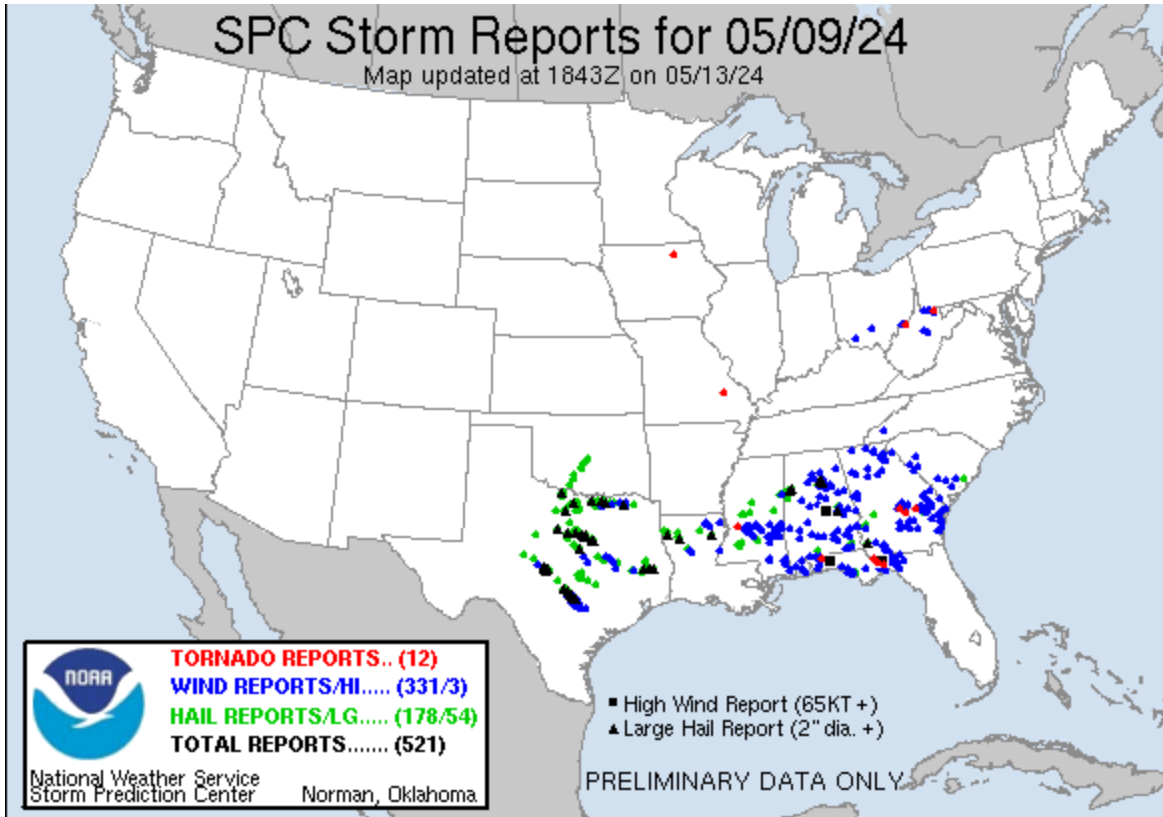 SPC Storm Reports for 05/09/24
Map updated at 1843Z on 05/13/24
NOAA
TORNADO REPORTS.. (12)
WIND REPORTS/HI..... (331/3)
HAIL REPORTS/LG..... (178/54)
TOTAL REPORTS....... (521)
National Weather Service
Storm Prediction Center Norman, Oklahoma
High Wind Report (65KT +)
Large Hail Report (2" dia. +)
PRELIMINARY DATA ONLY